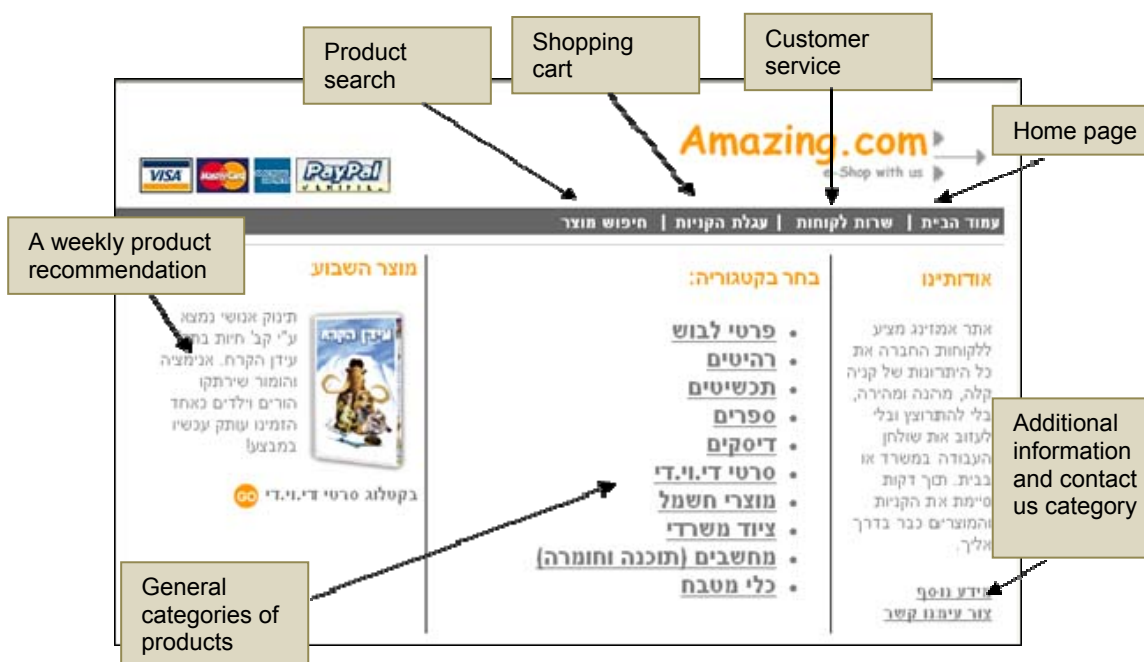 Product
search
Shopping
cart
Customer
service
Home page
Amazing.com
e-Shop with us
VISA
MasterCard
PayPal
VERIFIED
עמוד הבית | שרות לקוחות | עגלת הקניות | חיפוש מוצר
A weekly product
recommendation
אודותינו
אתר אמזינג מציע
ללקוחות החברה את
כל היתרונות של קניה
קלה, מהנה ומהירה,
בלי להתרוצץ ובלי
לעזוב את שולחן
העבודה במשרד או
בבית. תוך דקות
סיימת את הקניות
והמוצרים כבר בדרך
אליך.
מידע נוסף
צור עימנו קשר
בחר בקטגוריה:
• פרטי לבוש
• רהיטים
• תכשיטים
• ספרים
• דיסקים
• סרטי די.וי.די
• מוצרי חשמל
• ציוד משרדי
• מחשבים (תוכנה וחומרה)
• כלי מטבח
מוצר השבוע:
תינוק אנושי נמצא
ע"י קב' חיות
עידן הקרח. אנימציה
והומור שירתקו
הורים וילדים כאחד
הזמינו עותק עכשיו
במבצע!
עידן הקרח
בקטלוג סרטי די.וי.די GO
Additional
information
and contact
us category
General
categories of
products